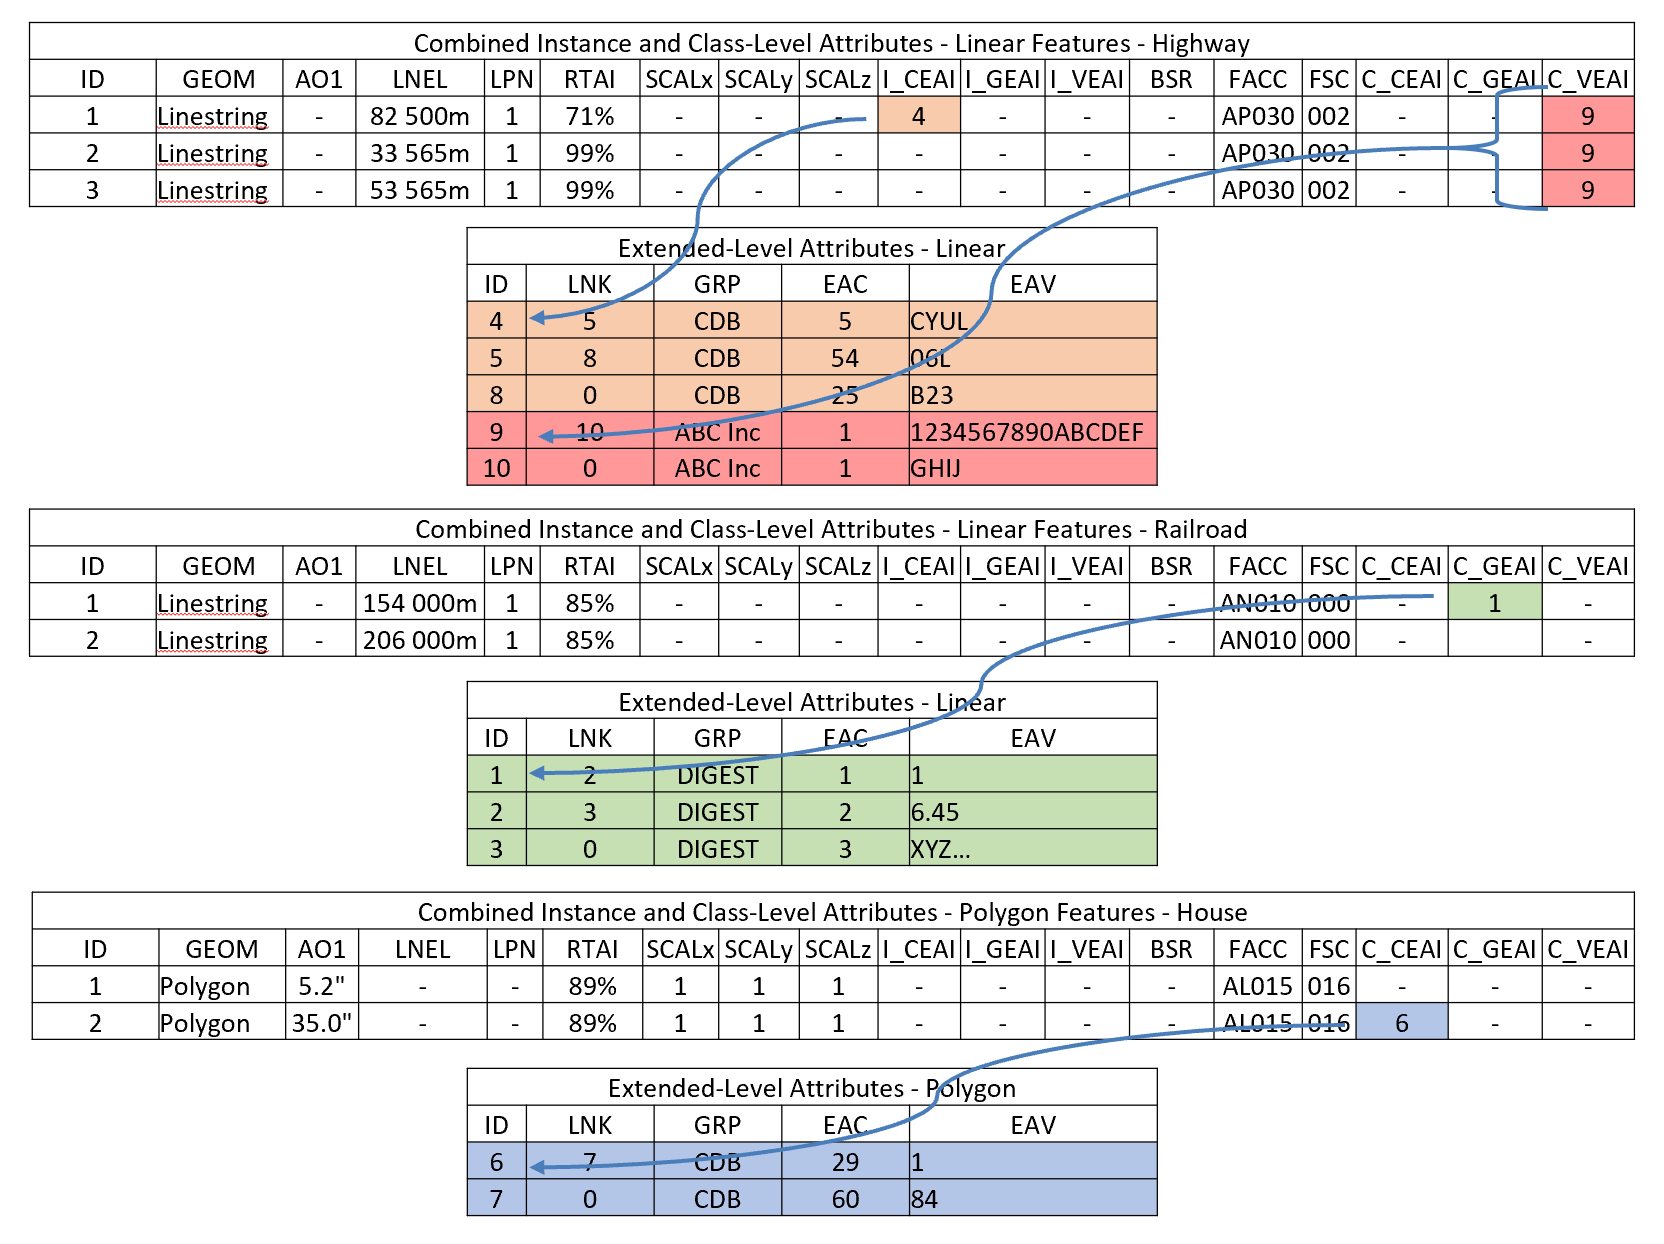 Combined Instance and Class-Level Attributes - Linear Features - Highway
ID GEOM AO1 LNEL LPN RTAI SCALx SCALy SCALz I_CEAI I_GEAI I_VEAI BSR FACC FSC C_CEAI C_GEAI C_VEAI
1 Linestring - 82 500m 1 71% - - - 4 - - - AP030 002 - - 9
2 Linestring - 33 565m 1 99% - - - - - - - AP030 002 - - 9
3 Linestring - 53 565m 1 99% - - - - - - - AP030 002 - - 9
Extended-Level Attributes - Linear
ID LNK GRP EAC EAV
4 5 CDB 5 CYUL
5 8 CDB 54 06L
8 0 CDB 25 B23
9 10 ABC Inc 1 1234567890ABCDEF
10 0 ABC Inc 1 GHIJ
Combined Instance and Class-Level Attributes - Linear Features - Railroad
ID GEOM AO1 LNEL LPN RTAI SCALx SCALy SCALz I_CEAI I_GEAI I_VEAI BSR FACC FSC C_CEAI C_GEAI C_VEAI
1 Linestring - 154 000m 1 85% - - - - - - - AN010 000 - 1 -
2 Linestring - 206 000m 1 85% - - - - - - - AN010 000 - -
Extended-Level Attributes - Linear
ID LNK GRP EAC EAV
1 2 DIGEST 1 1
2 3 DIGEST 2 6.45
3 0 DIGEST 3 XYZ...
Combined Instance and Class-Level Attributes - Polygon Features - House
ID GEOM AO1 LNEL LPN RTAI SCALx SCALy SCALz I_CEAI I_GEAI I_VEAI BSR FACC FSC C_CEAI C_GEAI C_VEAI
1 Polygon 5.2" - - 89% 1 1 1 - - - - AL015 016 - - -
2 Polygon 35.0" - - 89% 1 1 1 - - - - AL015 016 6 - -
Extended-Level Attributes - Polygon
ID LNK GRP EAC EAV
6 7 CDB 29 1
7 0 CDB 60 84